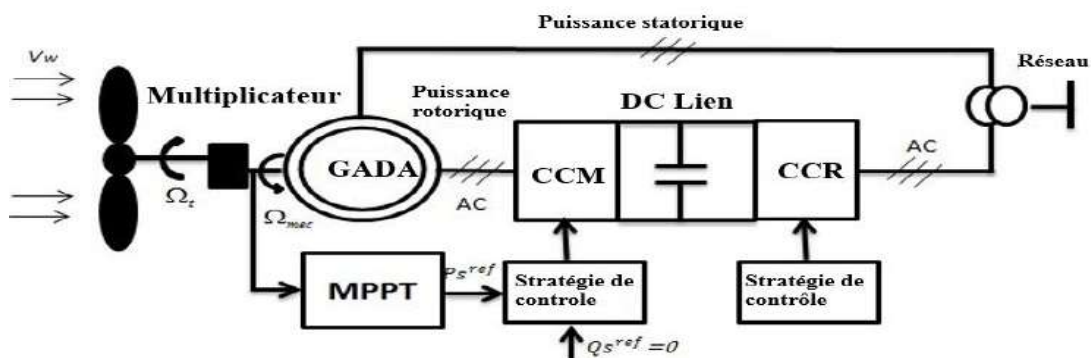 Puissance statorique
Vw
Réseau
Multiplicateur
Puissance
rotorique
DC Lien
GADA
CCM
CCR
AC
AC
Ωt
Ωmec
MPPT
Ps^ref
Stratégie de
controle
Stratégie de
contrôle
Qs^ref =0